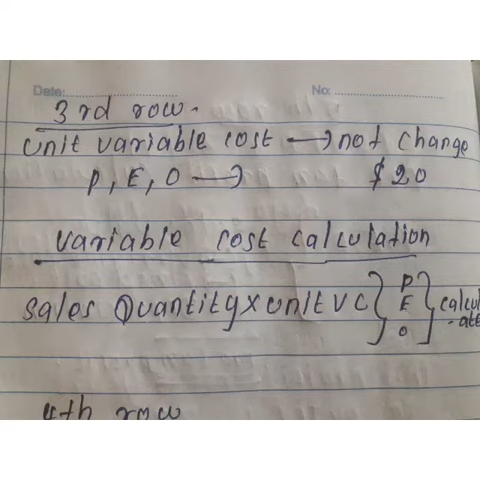 Date:.............................. No: ..............................
3rd row.
unit variable cost → not change
P, E, O → $20
variable cost calculation
sales Quantity x unit VC } P E O } calcul-ate
4th row